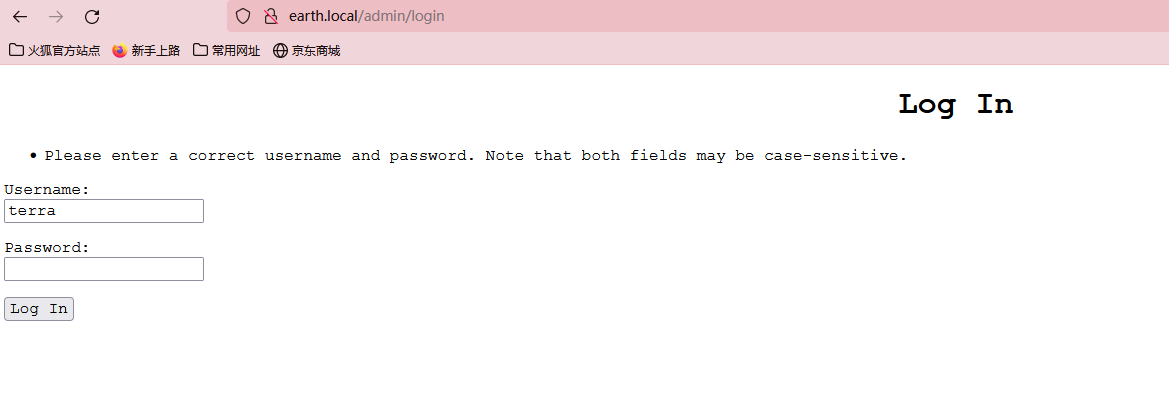 earth.local/admin/login
火狐官方站点 新手上路 常用网址 京东商城
Log In
• Please enter a correct username and password. Note that both fields may be case-sensitive.
Username:
terra
Password:
Log In